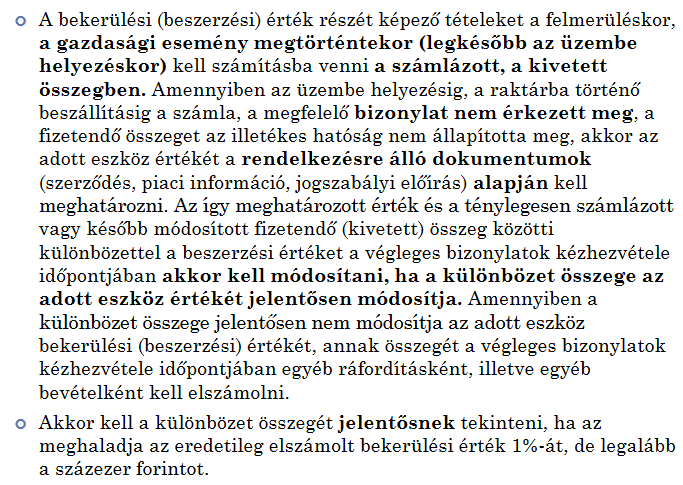 A bekerülési (beszerzési) érték részét képező tételeket a felmerüléskor,
a gazdasági esemény megtörténtekor (legkésőbb az üzembe
helyezéskor) kell számításba venni a számlázott, a kivetett
összegben. Amennyiben az üzembe helyezésig, a raktárba történő
beszállításig a számla, a megfelelő bizonylat nem érkezett meg, a
fizetendő összeget az illetékes hatóság nem állapította meg, akkor az
adott eszköz értékét a rendelkezésre álló dokumentumok
(szerződés, piaci információ, jogszabályi előírás) alapján kell
meghatározni. Az így meghatározott érték és a ténylegesen számlázott
vagy később módosított fizetendő (kivetett) összeg közötti
különbözettel a beszerzési értéket a végleges bizonylatok kézhezvétele
időpontjában akkor kell módosítani, ha a különbözet összege az
adott eszköz értékét jelentősen módosítja. Amennyiben a
különbözet összege jelentősen nem módosítja az adott eszköz
bekerülési (beszerzési) értékét, annak összegét a végleges bizonylatok
kézhezvétele időpontjában egyéb ráfordításként, illetve egyéb
bevételként kell elszámolni.
Akkor kell a különbözet összegét jelentősnek tekinteni, ha az
meghaladja az eredetileg elszámolt bekerülési érték 1%-át, de legalább
a százezer forintot.